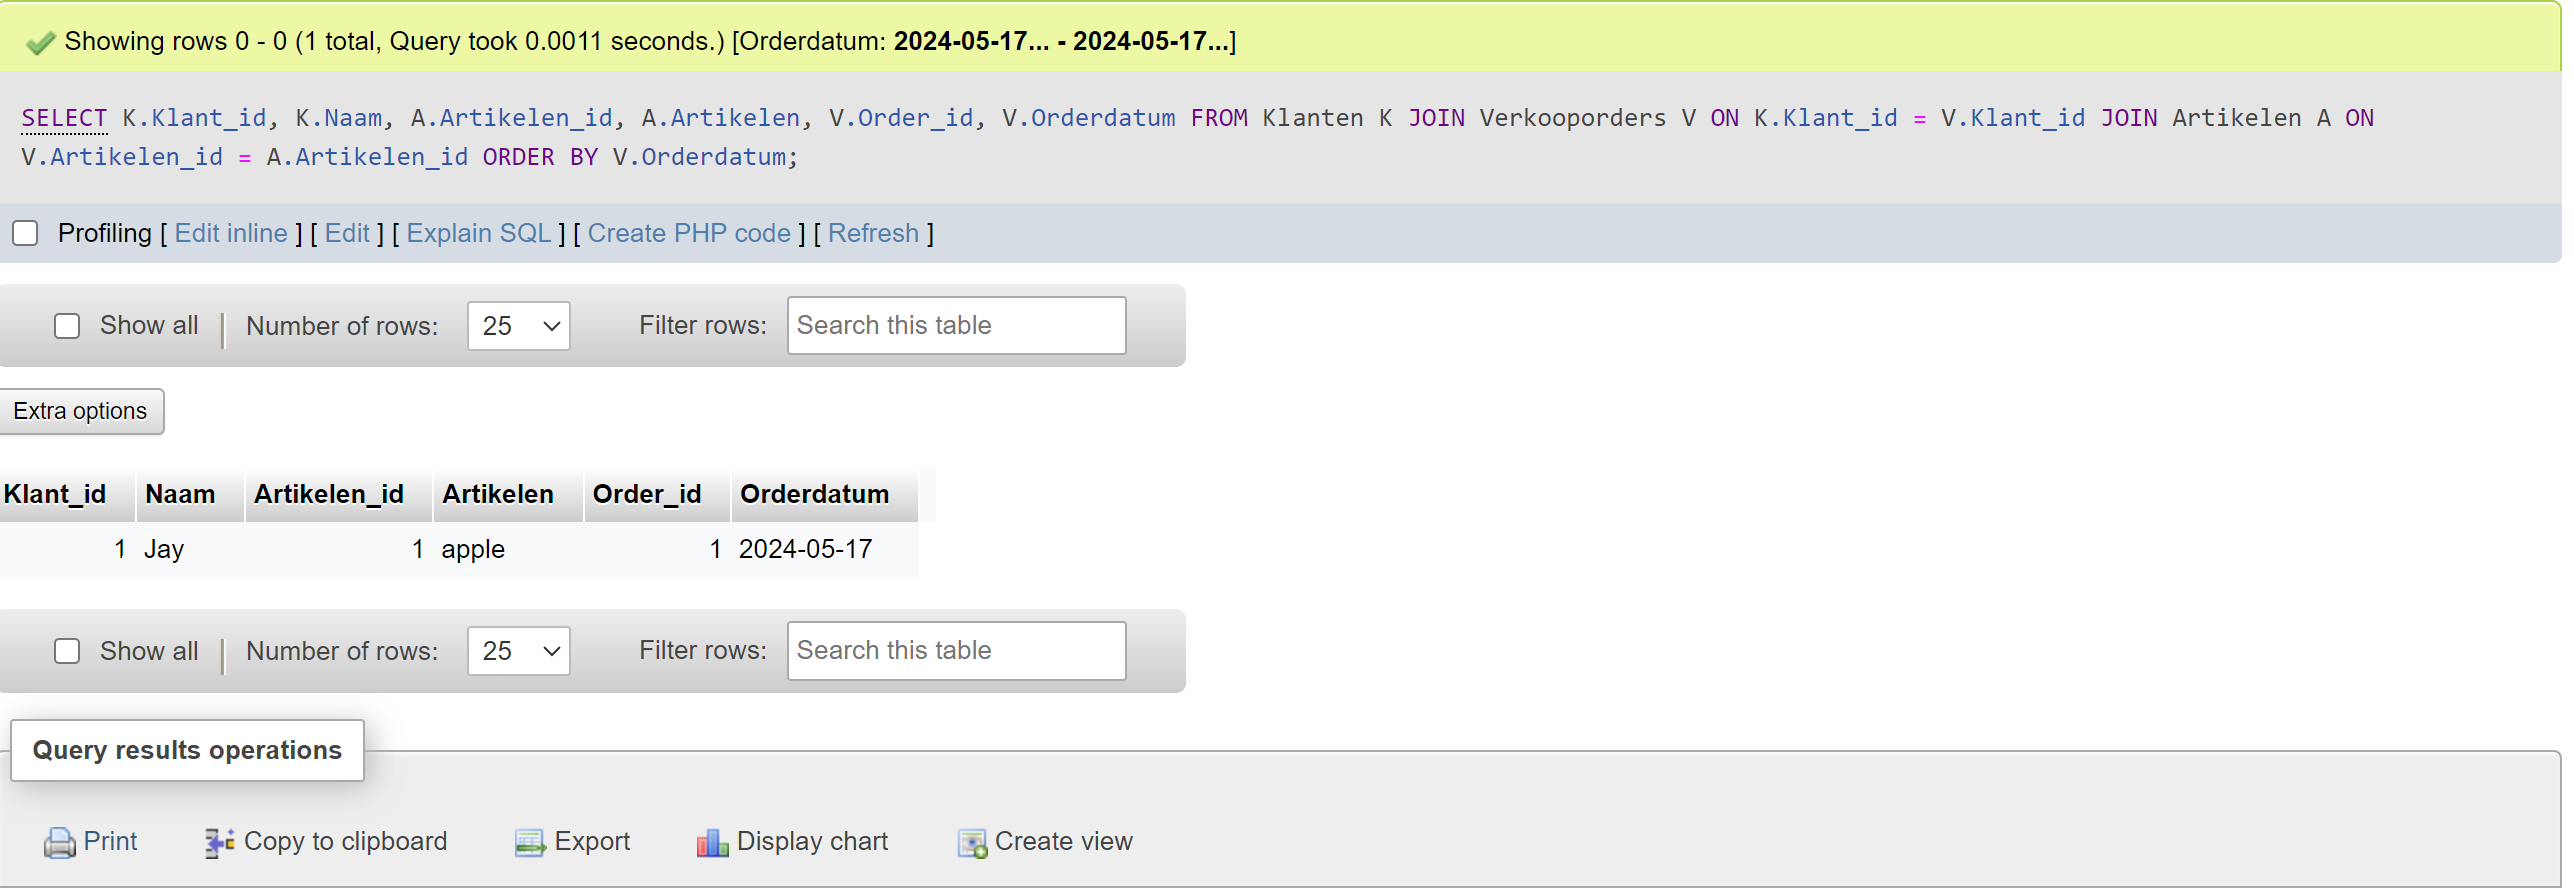 Showing rows 0 - 0 (1 total, Query took 0.0011 seconds.) [Orderdatum: 2024-05-17... - 2024-05-17...]
SELECT K.Klant_id, K.Naam, A.Artikelen_id, A.Artikelen, V.Order_id, V.Orderdatum FROM Klanten K JOIN Verkooporders V ON K.Klant_id = V.Klant_id JOIN Artikelen A ON
V.Artikelen_id = A.Artikelen_id ORDER BY V.Orderdatum;
Profiling [ Edit inline ] [ Edit ] [ Explain SQL ] [ Create PHP code ] [ Refresh ]
Show all | Number of rows: 25 Filter rows: Search this table
Extra options
Klant_id Naam Artikelen_id Artikelen Order_id Orderdatum
1 Jay 1 apple 1 2024-05-17
Show all | Number of rows: 25 Filter rows: Search this table
Query results operations
Print Copy to clipboard Export Display chart Create view